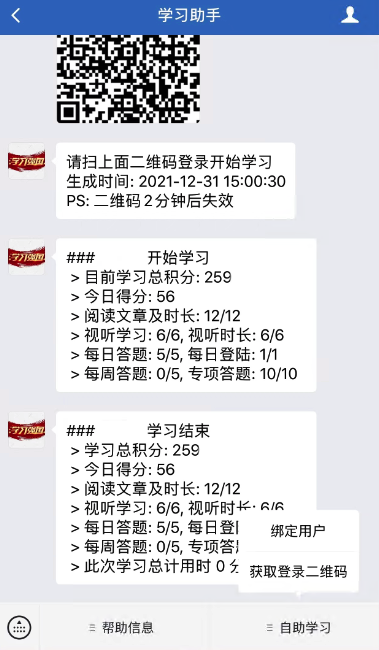 学习助手
请扫上面二维码登录开始学习
生成时间: 2021-12-31 15:00:30
PS: 二维码2分钟后失效
学习强国
### 开始学习
> 目前学习总积分: 259
> 今日得分: 56
> 阅读文章及时长: 12/12
> 视听学习: 6/6, 视听时长: 6/6
> 每日答题: 5/5, 每日登陆: 1/1
> 每周答题: 0/5, 专项答题: 10/10
学习强国
### 学习结束
> 学习总积分: 259
> 今日得分: 56
> 阅读文章及时长: 12/12
> 视听学习: 6/6, 视听时长: 6/6
> 每日答题: 5/5, 每日
> 每周答题: 0/5, 专项答
> 此次学习总计用时 0
学习强国
绑定用户
获取登录二维码
帮助信息
自助学习